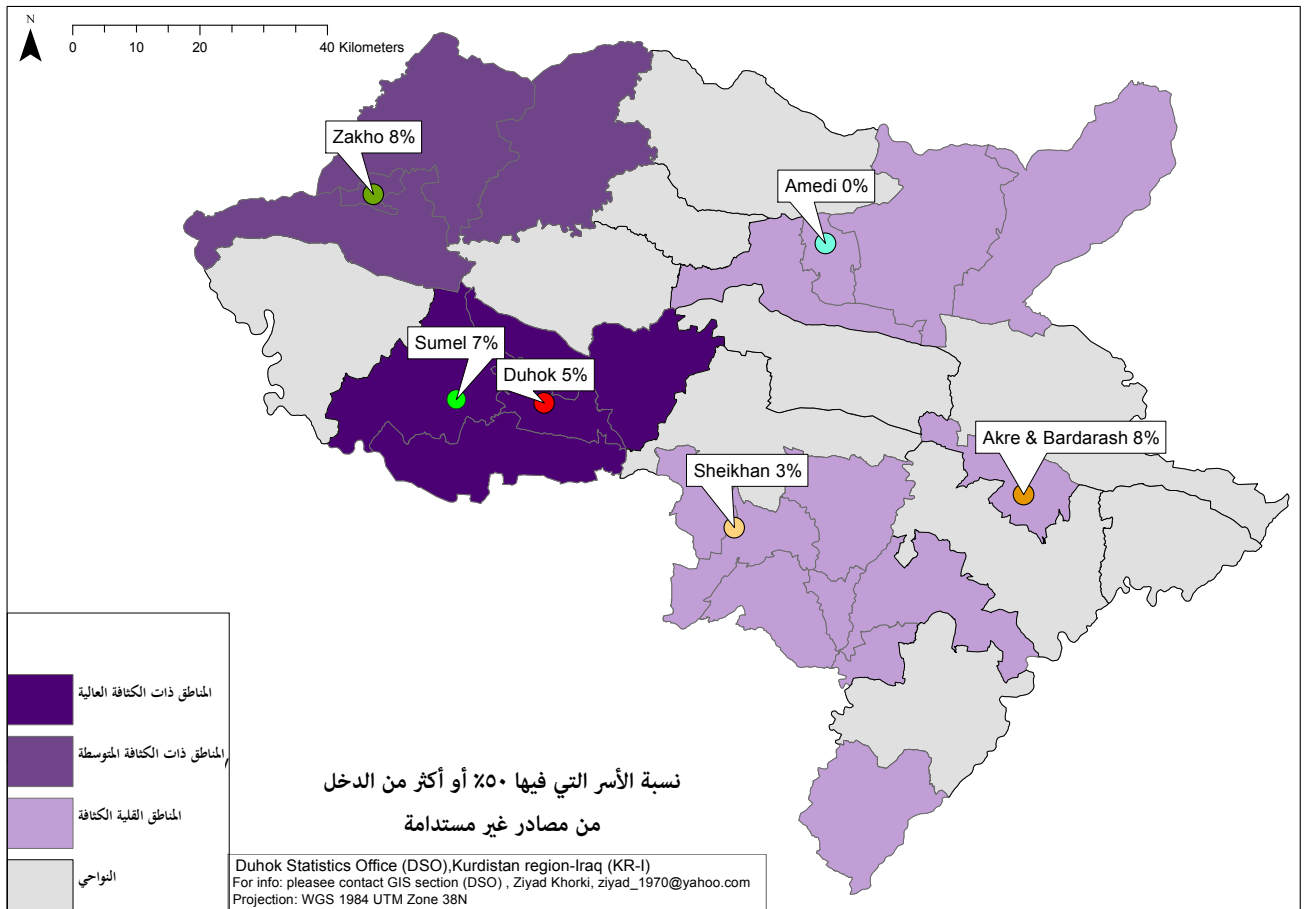 N
0 10 20 40 Kilometers
Zakho 8%
Amedi 0%
Sumel 7%
Duhok 5%
Akre & Bardarash 8%
Sheikhan 3%
المناطق ذات الكثافة العالية
المناطق ذات الكثافة المتوسطة
المناطق القلية الكثافة
النواحي
نسبة الأسر التي فيها ٥٠٪ أو أكثر من الدخل
من مصادر غير مستدامة
Duhok Statistics Office (DSO),Kurdistan region-Iraq (KR-I)
For info: pleasee contact GIS section (DSO) , Ziyad Khorki, ziyad_1970@yahoo.com
Projection: WGS 1984 UTM Zone 38N